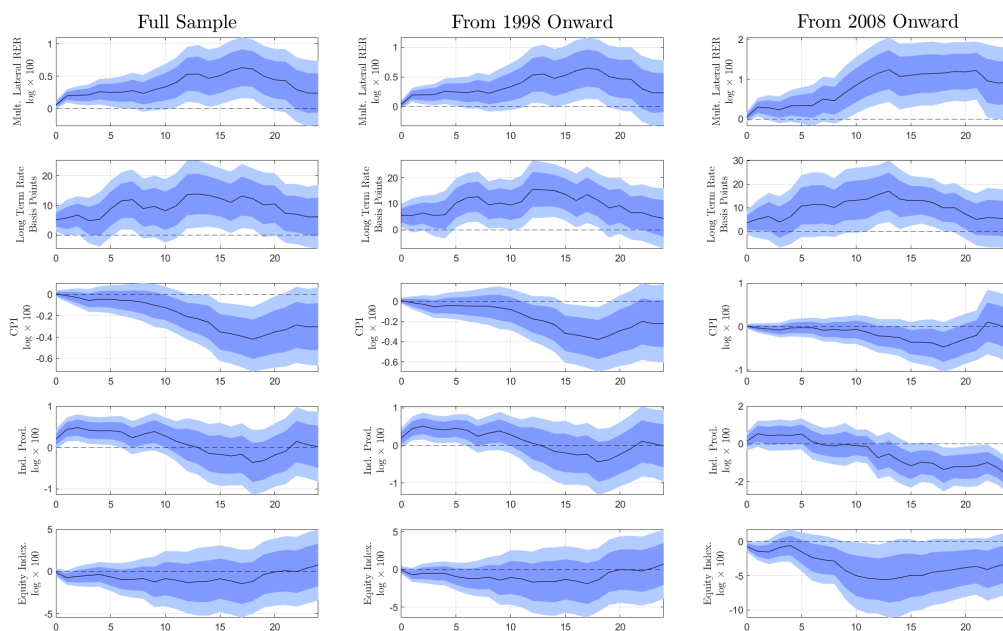 Full Sample
From 1998 Onward
From 2008 Onward
Mult. Lateral RER
log × 100
1
0.5
0
0 5 10 15 20
Mult. Lateral RER
log × 100
1
0.5
0
0 5 10 15 20
Mult. Lateral RER
log × 100
2
1
0
0 5 10 15 20
Long Term Rate
Basis Points
20
10
0
0 5 10 15 20
Long Term Rate
Basis Points
20
10
0
0 5 10 15 20
Long Term Rate
Basis Points
30
20
10
0
0 5 10 15 20
CPI
log × 100
0
-0.2
-0.4
-0.6
0 5 10 15 20
CPI
log × 100
0
-0.2
-0.4
-0.6
0 5 10 15 20
CPI
log × 100
1
0
-1
0 5 10 15 20
Ind. Prod.
log × 100
1
0
-1
0 5 10 15 20
Ind. Prod.
log × 100
1
0
-1
0 5 10 15 20
Ind. Prod.
log × 100
2
0
-2
0 5 10 15 20
Equity Index.
log × 100
5
0
-5
0 5 10 15 20
Equity Index.
log × 100
5
0
-5
0 5 10 15 20
Equity Index.
log × 100
0
-5
-10
0 5 10 15 20